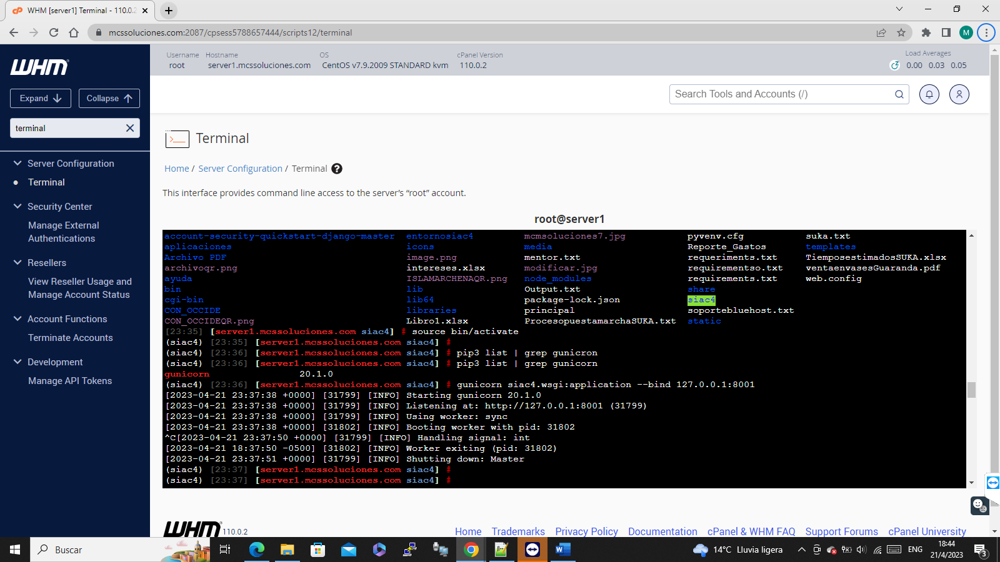 WHM [server1] Terminal - 110.0.2
mcssoluciones.com:2087/cpsess5788657444/scripts12/terminal
M
WHM
Expand
Collapse
terminal
Server Configuration
Terminal
Security Center
Manage External
Authentications
Resellers
View Reseller Usage and
Manage Account Status
Account Functions
Terminate Accounts
Development
Manage API Tokens
Username Hostname OS cPanel Version Load Averages
root server1.mcssoluciones.com CentOS v7.9.2009 STANDARD kvm 110.0.2 0.00 0.03 0.05
Search Tools and Accounts (/)
Terminal
Home / Server Configuration / Terminal
This interface provides command line access to the server's “root” account.
root@server1
account-security-quickstart-django-master entornosiac4 mcmsoluciones7.jpg pyvenv.cfg suka.txt
aplicaciones icons media Reporte_Gastos templates
Archivo PDF image.png mentor.txt requeriments.txt TiemposestimadosSUKA.xlsx
archivoqr.png intereses.xlsx modificar.jpg requirementso.txt ventaenvasesGuaranda.pdf
ayuda ISLAMARCHENAQR.png node_modules requirements.txt web.config
bin lib Output.txt share
cgi-bin lib64 package-lock.json siac4
CON_OCCIDE libraries principal soportebluehost.txt
CON_OCCIDEQR.png Libro1.xlsx ProcesopuestamarchaSUKA.txt static
[23:35] [server1.mcssoluciones.com siac4] # source bin/activate
(siac4) [23:35] [server1.mcssoluciones.com siac4] #
(siac4) [23:36] [server1.mcssoluciones.com siac4] # pip3 list | grep gunicron
(siac4) [23:36] [server1.mcssoluciones.com siac4] # pip3 list | grep gunicorn
gunicorn 20.1.0
(siac4) [23:36] [server1.mcssoluciones.com siac4] # gunicorn siac4.wsgi:application --bind 127.0.0.1:8001
[2023-04-21 23:37:38 +0000] [31799] [INFO] Starting gunicorn 20.1.0
[2023-04-21 23:37:38 +0000] [31799] [INFO] Listening at: http://127.0.0.1:8001 (31799)
[2023-04-21 23:37:38 +0000] [31799] [INFO] Using worker: sync
[2023-04-21 23:37:38 +0000] [31802] [INFO] Booting worker with pid: 31802
^C[2023-04-21 23:37:50 +0000] [31799] [INFO] Handling signal: int
[2023-04-21 18:37:50 -0500] [31802] [INFO] Worker exiting (pid: 31802)
[2023-04-21 23:37:51 +0000] [31799] [INFO] Shutting down: Master
(siac4) [23:37] [server1.mcssoluciones.com siac4] #
(siac4) [23:37] [server1.mcssoluciones.com siac4] #
WHM 110.0.2
Home Trademarks Privacy Policy Documentation cPanel & WHM FAQ Support Forums cPanel University
Buscar
14°C Lluvia ligera
ENG
18:44
21/4/2023
3